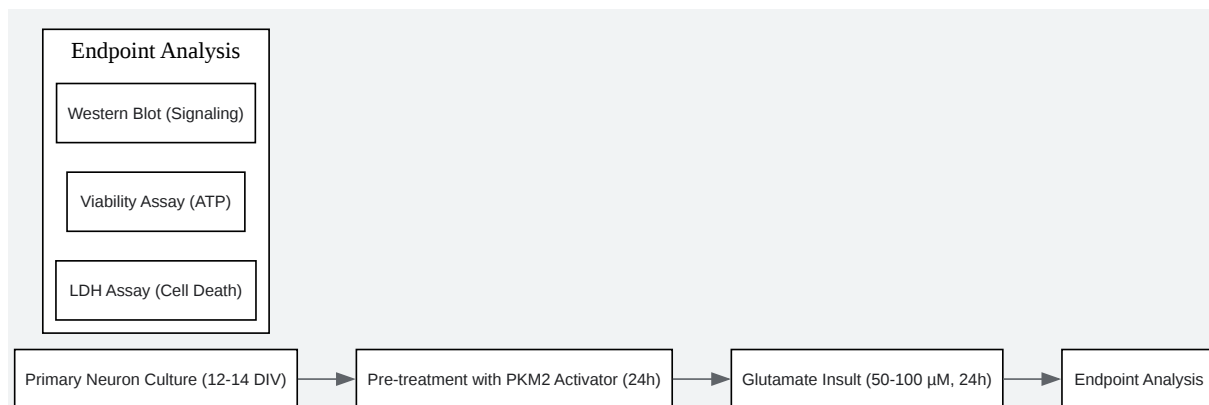 Endpoint Analysis
Western Blot (Signaling)
Viability Assay (ATP)
LDH Assay (Cell Death)
Primary Neuron Culture (12-14 DIV)
Pre-treatment with PKM2 Activator (24h)
Glutamate Insult (50-100 µM, 24h)
Endpoint Analysis